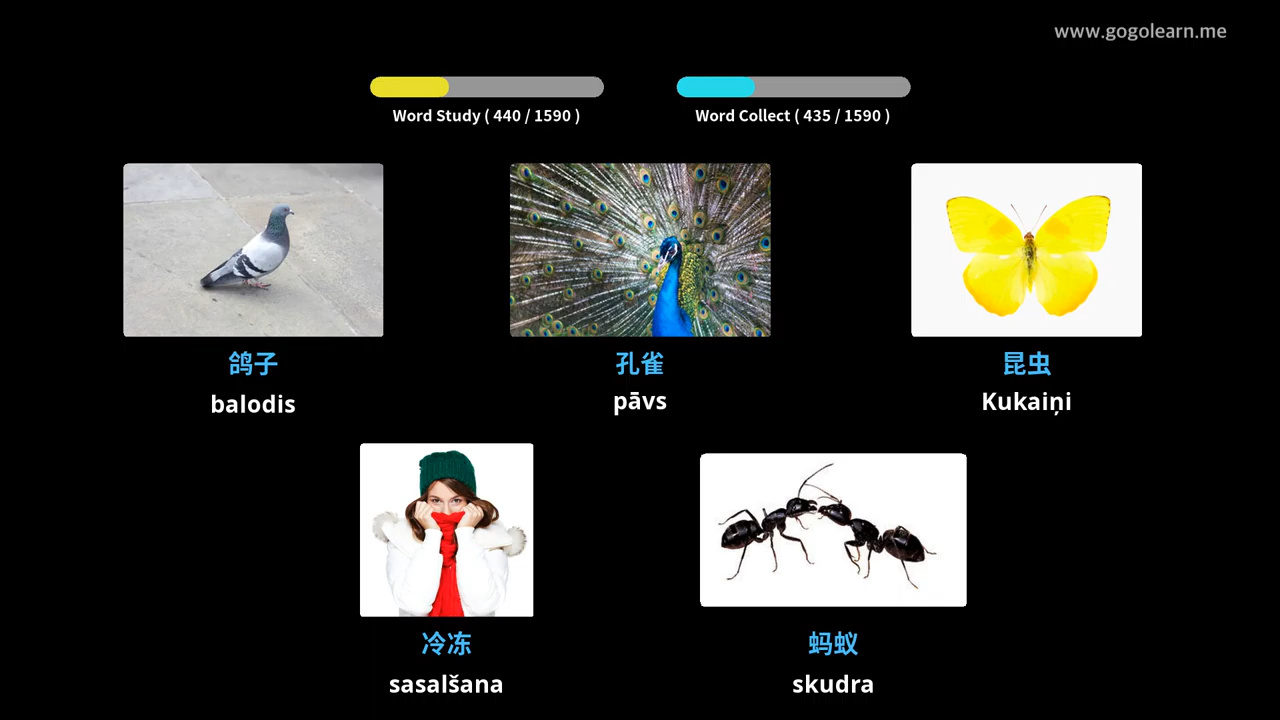 www.gogolearn.me
Word Study ( 440 / 1590 )
Word Collect ( 435 / 1590 )
鸽子
孔雀
昆虫
balodis
pāvs
Kukaiņi
冷冻
蚂蚁
sasalšana
skudra